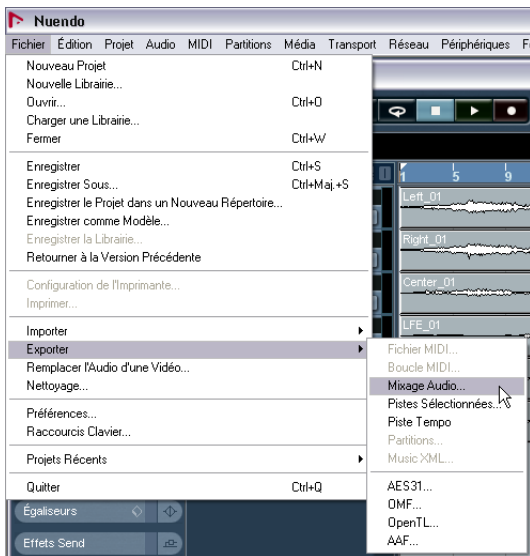 Nuendo
Fichier Édition Projet Audio MIDI Partitions Média Transport Réseau Périphériques
Nouveau Projet Ctrl+N
Nouvelle Librairie...
Ouvrir... Ctrl+O
Charger une Librairie...
Fermer Ctrl+W
Enregistrer Ctrl+S
Enregistrer Sous... Ctrl+Maj.+S
Enregistrer le Projet dans un Nouveau Répertoire...
Enregistrer comme Modèle...
Enregistrer la Librairie...
Retourner à la Version Précédente
Configuration de l'Imprimante...
Imprimer...
Importer
Exporter
Remplacer l'Audio d'une Vidéo...
Nettoyage...
Préférences...
Raccourcis Clavier...
Projets Récents
Quitter Ctrl+Q
Fichier MIDI...
Boucle MIDI...
Mixage Audio...
Pistes Sélectionnées...
Piste Tempo
Partitions...
Music XML...
AES31...
OMF...
OpenTL...
AAF...
1 5 9
Left_01
Right_01
Center_01
LFE_01
Égaliseurs
Effets Send